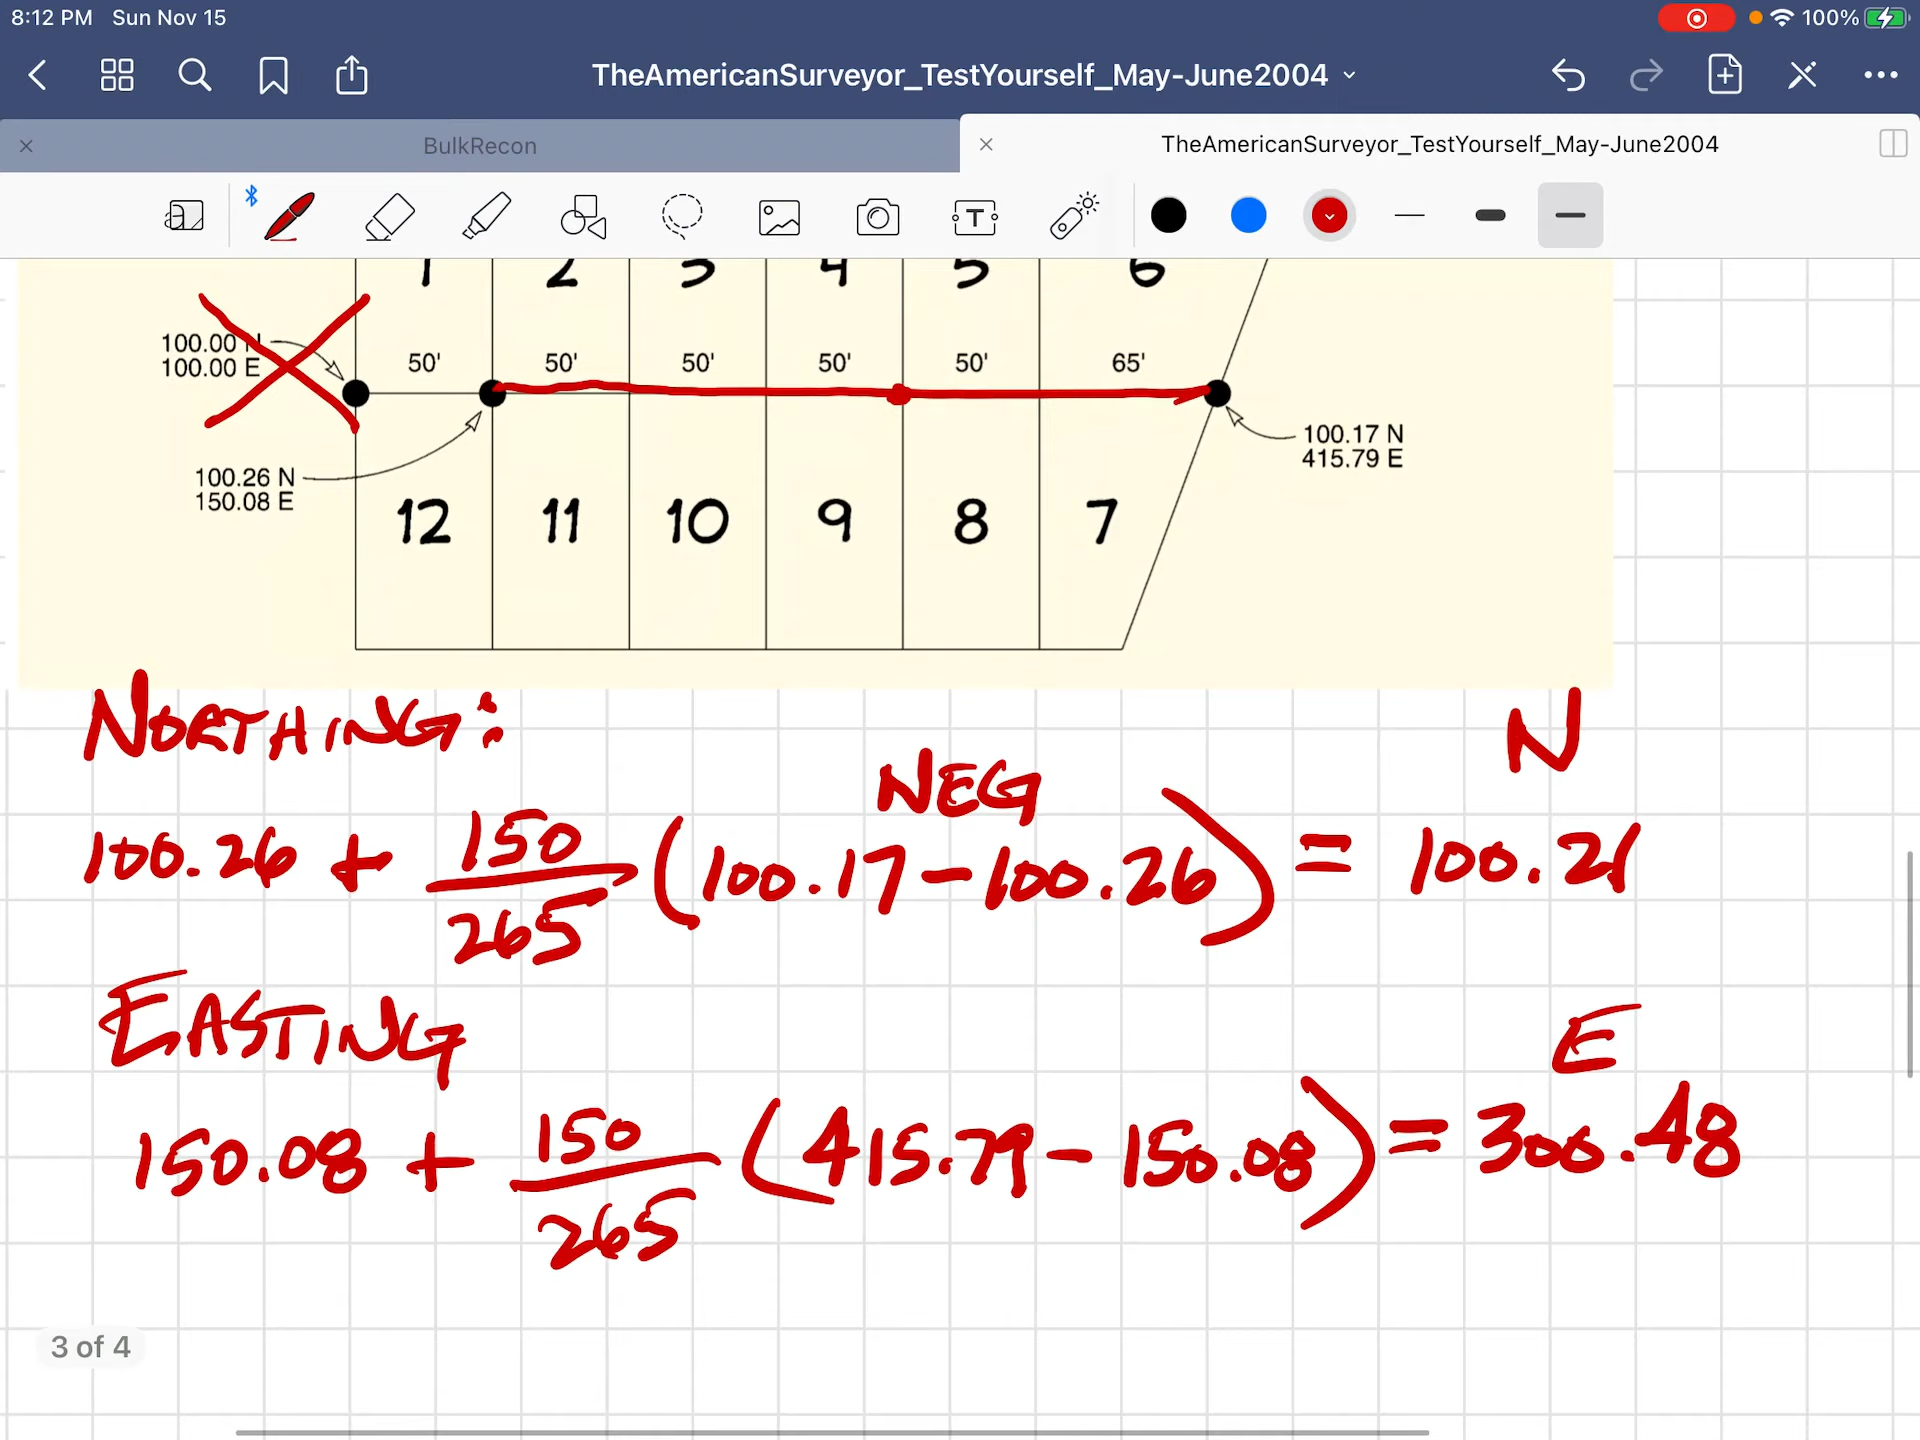 8:12 PM Sun Nov 15
100%
TheAmericanSurveyor_TestYourself_May-June2004
BulkRecon
TheAmericanSurveyor_TestYourself_May-June2004
a
T
1 2 3 4 5 6
100.00 N
100.00 E
50' 50' 50' 50' 50' 65'
100.17 N
415.79 E
100.26 N
150.08 E
12 11 10 9 8 7
NORTHING:
N
NEG
100.26 + 150/265 (100.17-100.26) = 100.21
EASTING
E
150.08 + 150/265 (415.79-150.08) = 300.48
3 of 4